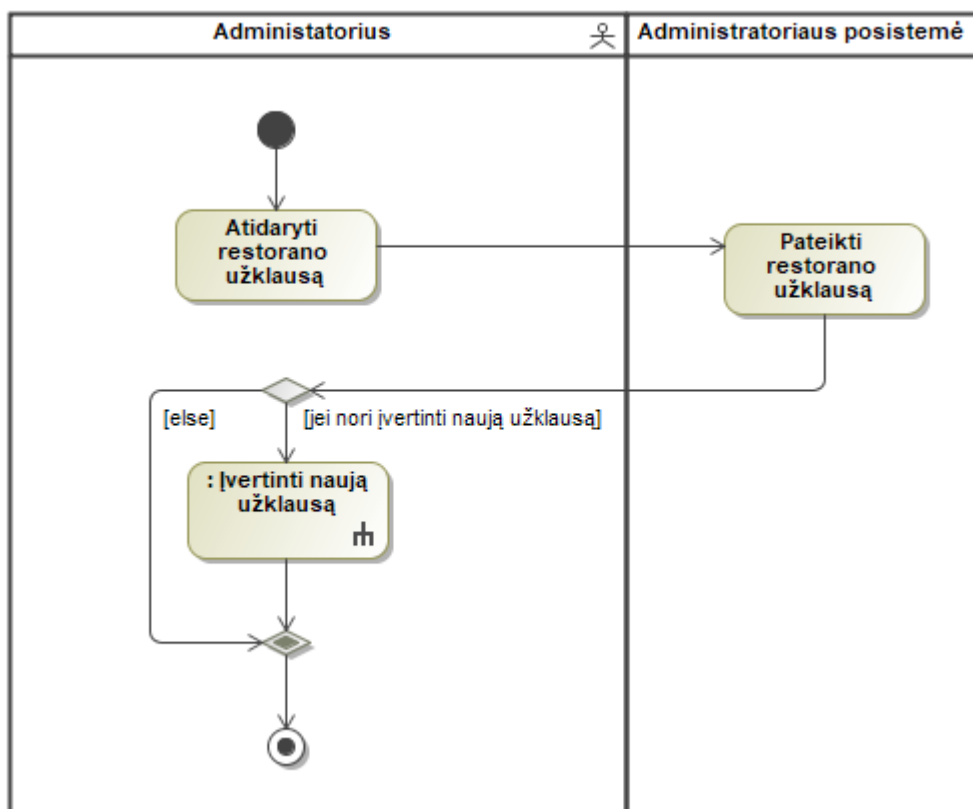 Administatorius
Administratoriaus posistemė
Atidaryti
restorano
užklausą
Pateikti
restorano
užklausą
[else]
[jei nori įvertinti naują užklausą]
: Įvertinti naują
užklausą